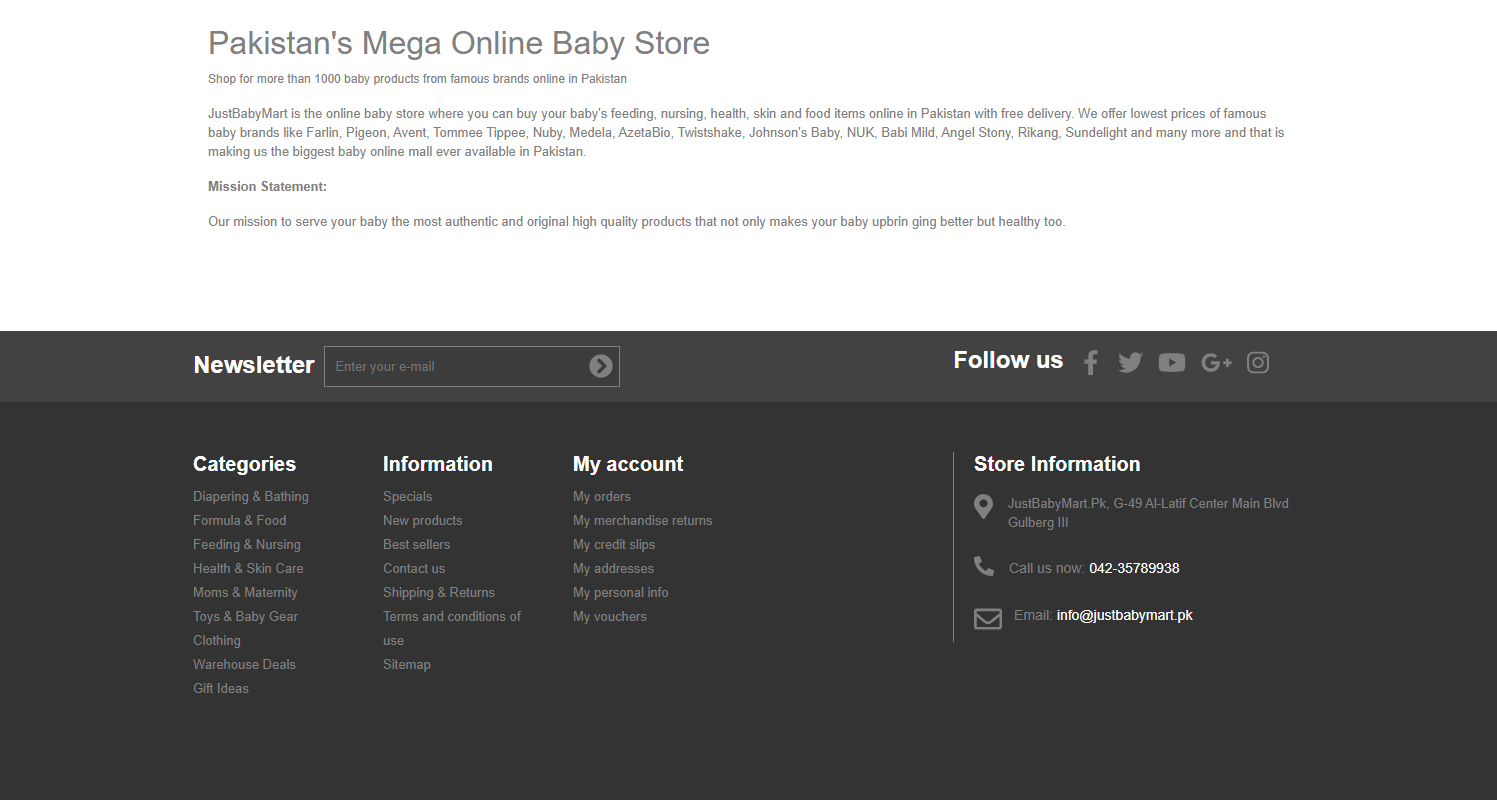 Pakistan's Mega Online Baby Store
Shop for more than 1000 baby products from famous brands online in Pakistan
JustBabyMart is the online baby store where you can buy your baby's feeding, nursing, health, skin and food items online in Pakistan with free delivery. We offer lowest prices of famous
baby brands like Farlin, Pigeon, Avent, Tommee Tippee, Nuby, Medela, AzetaBio, Twistshake, Johnson's Baby, NUK, Babi Mild, Angel Stony, Rikang, Sundelight and many more and that is
making us the biggest baby online mall ever available in Pakistan.
Mission Statement:
Our mission to serve your baby the most authentic and original high quality products that not only makes your baby upbrin ging better but healthy too.
Newsletter
Enter your e-mail
Follow us
Categories
Diapering & Bathing
Formula & Food
Feeding & Nursing
Health & Skin Care
Moms & Maternity
Toys & Baby Gear
Clothing
Warehouse Deals
Gift Ideas
Information
Specials
New products
Best sellers
Contact us
Shipping & Returns
Terms and conditions of
use
Sitemap
My account
My orders
My merchandise returns
My credit slips
My addresses
My personal info
My vouchers
Store Information
JustBabyMart.Pk, G-49 Al-Latif Center Main Blvd
Gulberg III
Call us now: 042-35789938
Email: info@justbabymart.pk